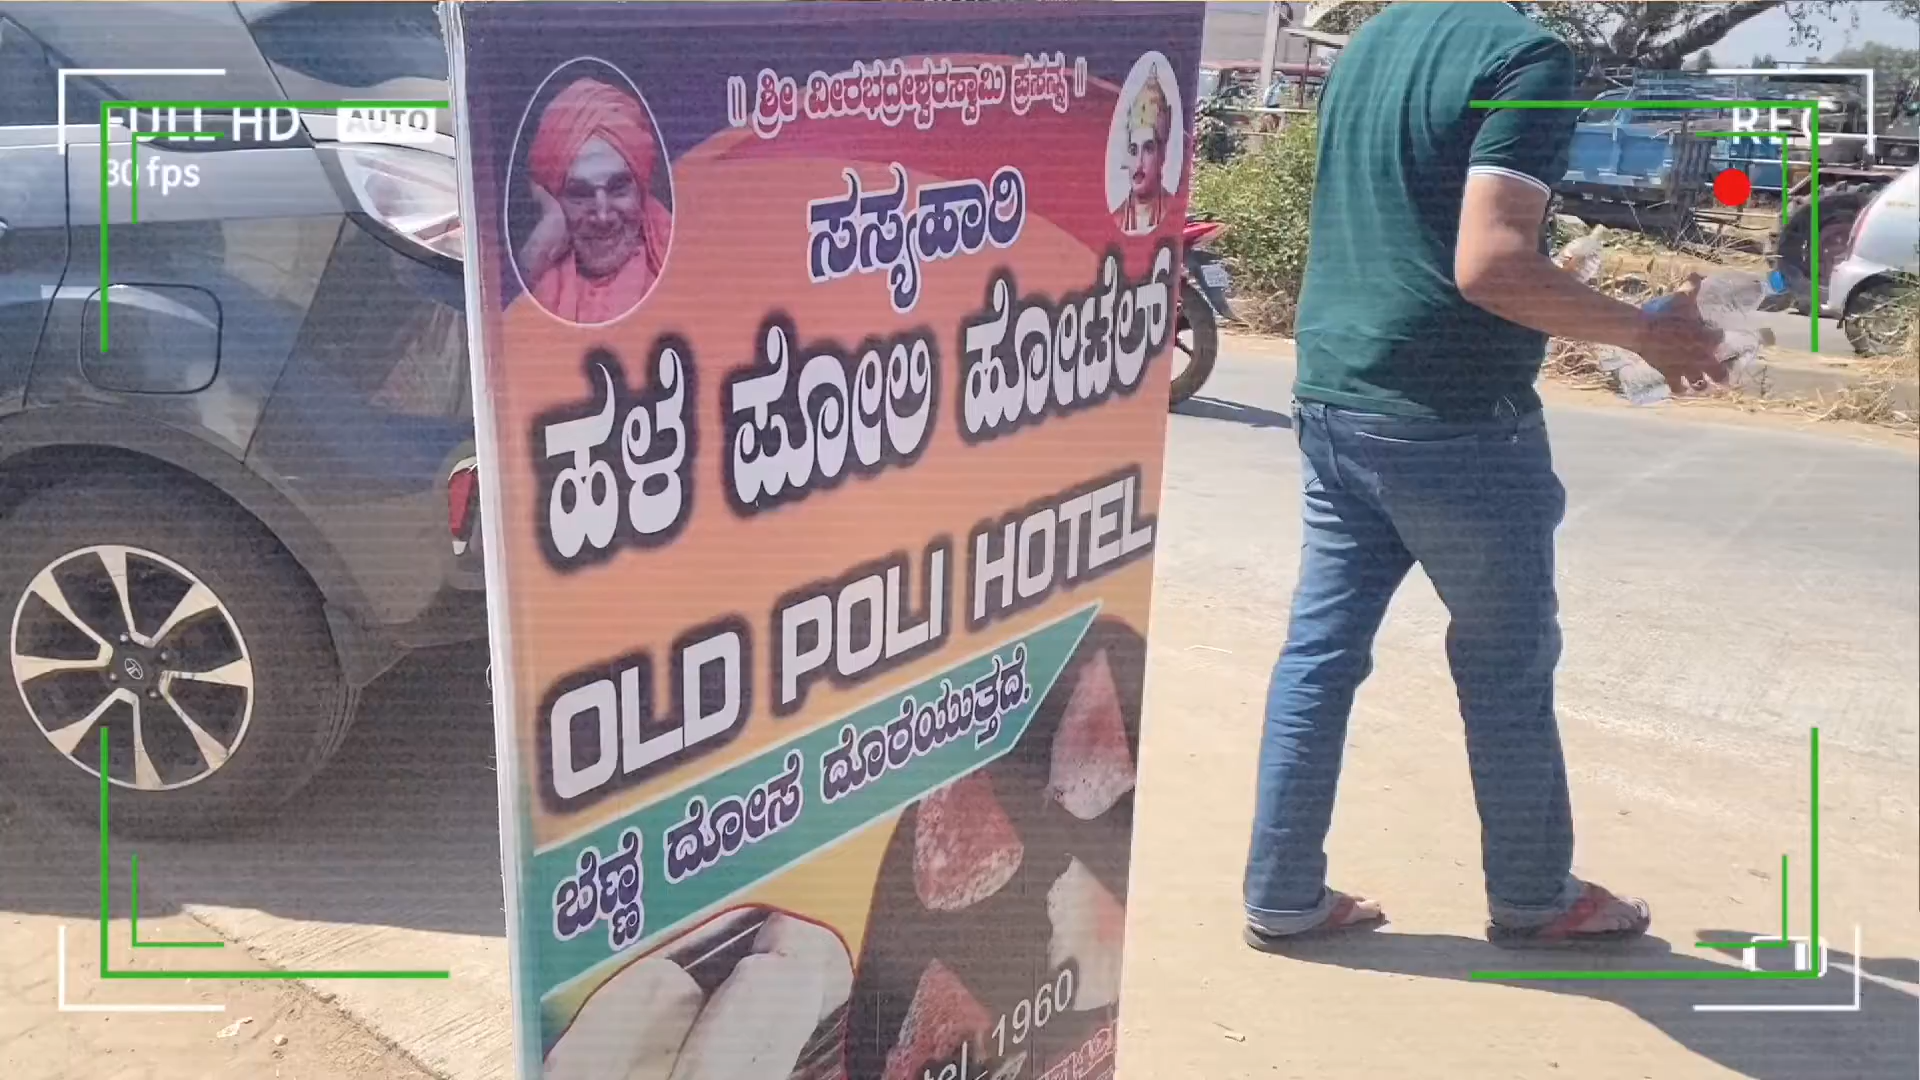 FULL HD AUTO
30 fps
REC
॥ ಶ್ರೀ ವೀರಭದ್ರೇಶ್ವರಸ್ವಾಮಿ ಪ್ರಸನ್ನ ॥
ಸಸ್ಯಹಾರಿ
ಹಳೆ ಪೋಲಿ ಹೋಟೆಲ್
OLD POLI HOTEL
ಬೆಣ್ಣೆ ದೋಸೆ ದೊರೆಯುತ್ತದೆ.
1960